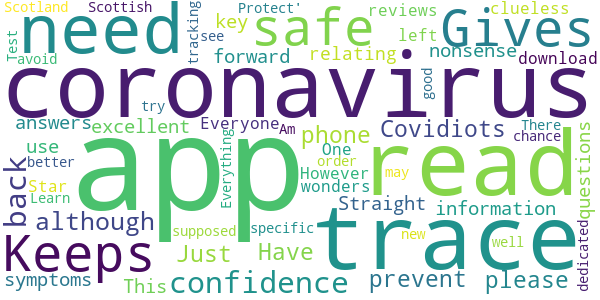 Test
need
Scotland
Scottish
tracking
safe
Protect'
see
key
reviews
left
Gives
clueless
avoid
forward
relating
nonsense
download
coronavirus
good
try
answers
excellent
Everyone
Am
phone
One
Covidiots
There
chance
use
better
back
Star
Learn
app
Everything
However
wonders
order
read
may
questions
although
Straight
information
specific
supposed
new
well
dedicated
Keeps
Just
Have
trace
symptoms
This
confidence
prevent
please